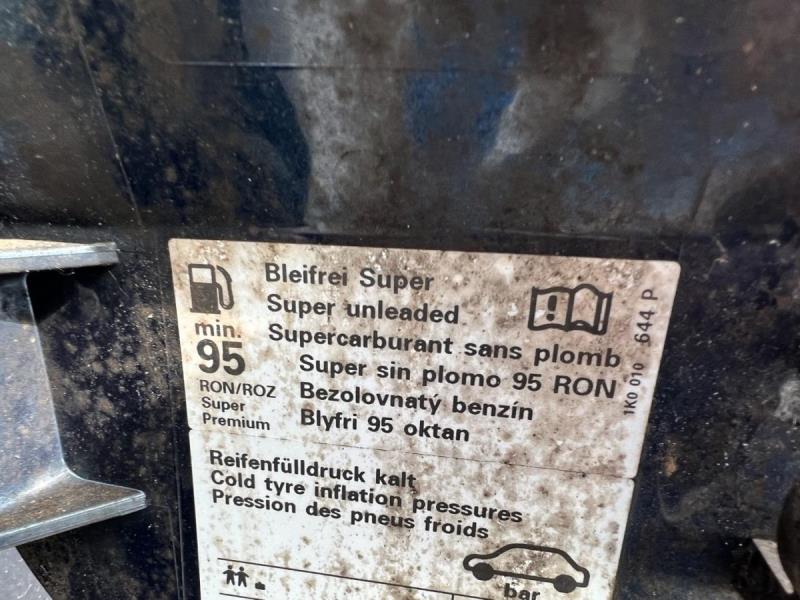 Bleifrei Super
Super unleaded
Supercarburant sans plomb
Super sin plomo 95 RON
Bezolovnatý benzín
Blyfri 95 oktan
min.
95
RON/ROZ
Super
Premium
1K0 010 644 P
Reifenfülldruck kalt
Cold tyre inflation pressures
Pression des pneus froids
bar